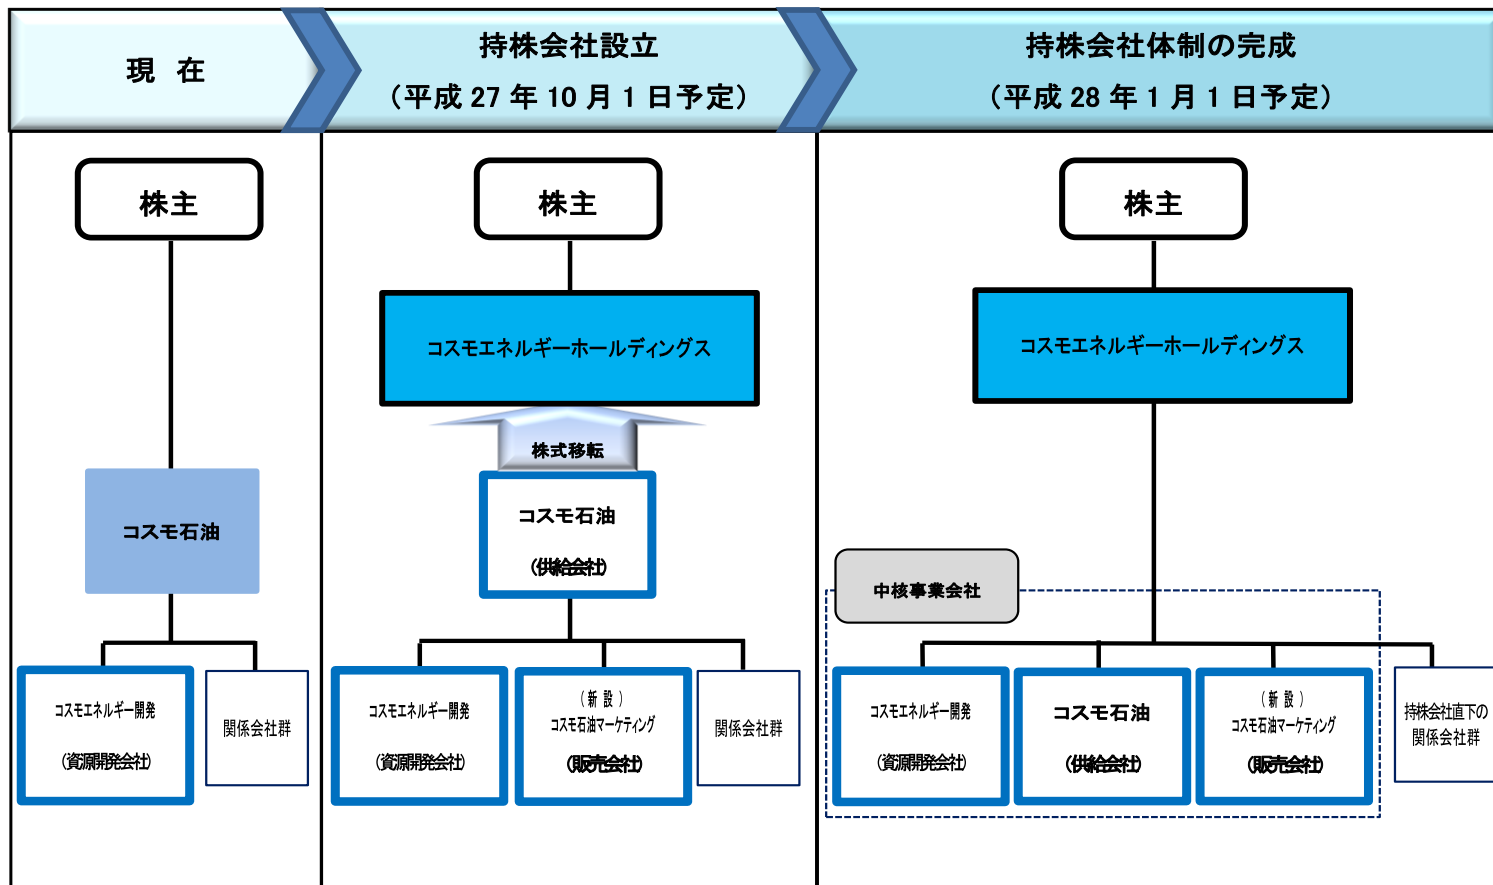 現 在
持株会社設立
（平成 27 年 10 月 1 日予定）
持株会社体制の完成
（平成 28 年 1 月 1 日予定）
株主
コスモ石油
コスモエネルギー開発
(資源開発会社)
関係会社群
株主
コスモエネルギーホールディングス
株式移転
コスモ石油
(供給会社)
コスモエネルギー開発
(資源開発会社)
(新設)
コスモ石油マーケティング
(販売会社)
関係会社群
株主
コスモエネルギーホールディングス
中核事業会社
コスモエネルギー開発
(資源開発会社)
コスモ石油
(供給会社)
(新設)
コスモ石油マーケティング
(販売会社)
持株会社直下の
関係会社群